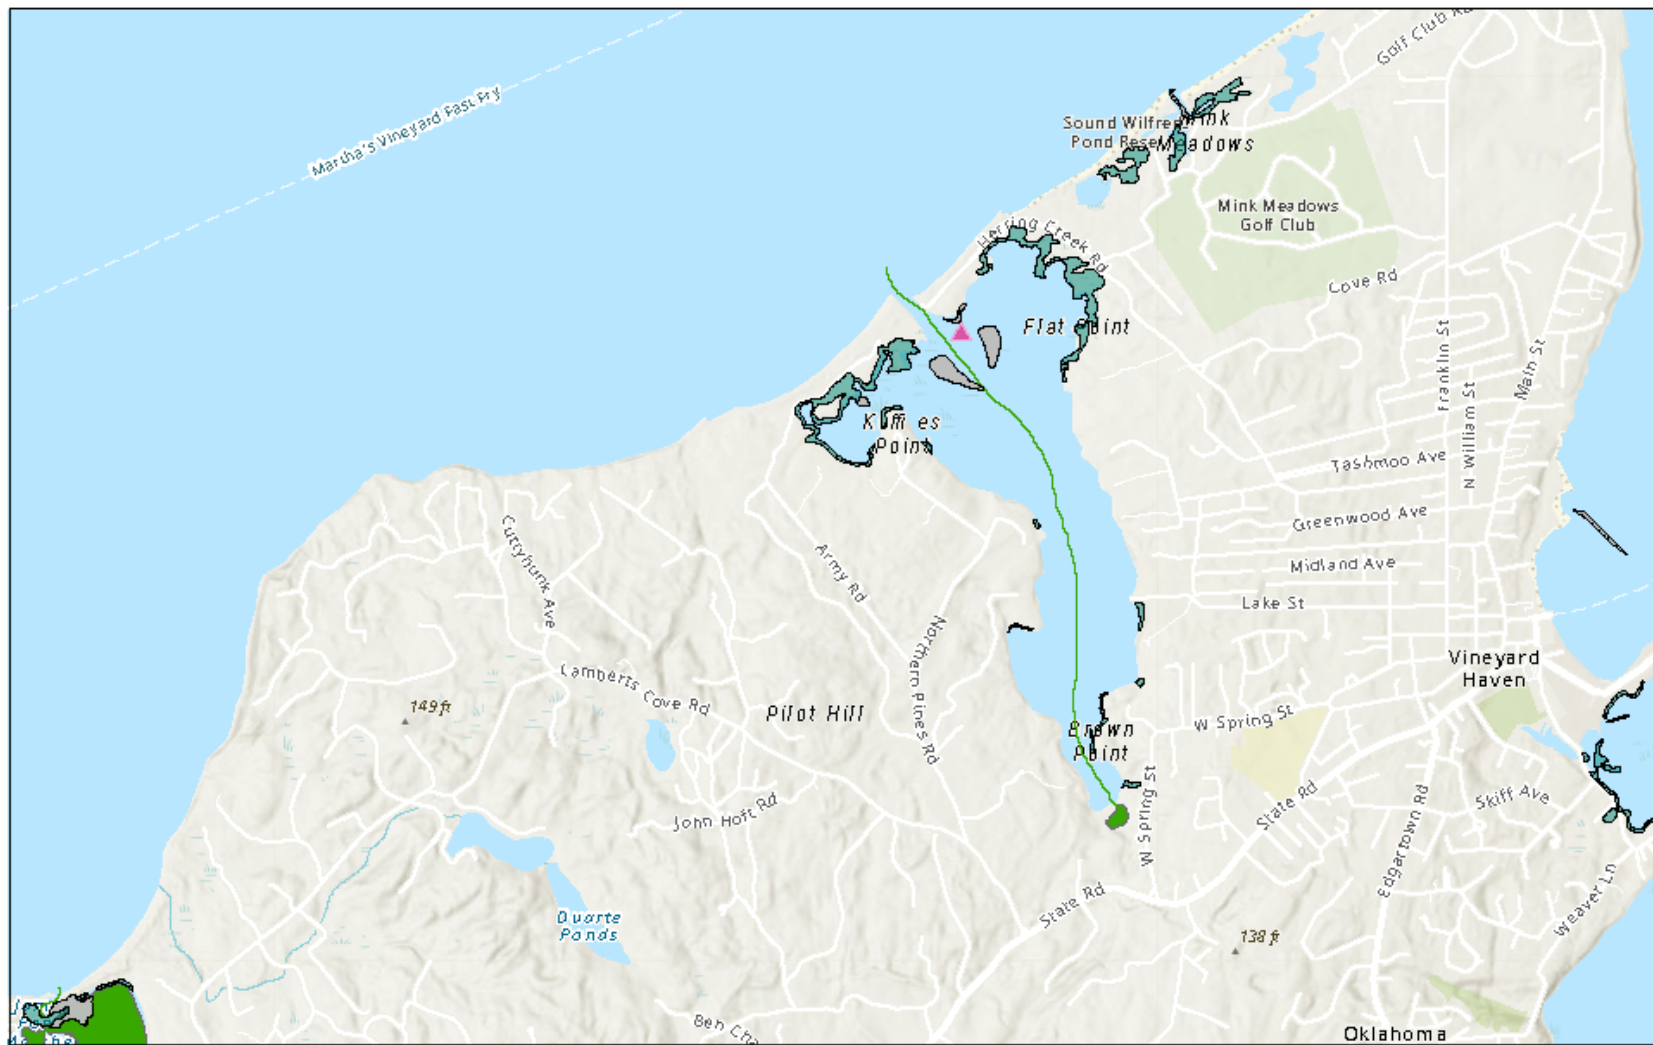 Golf Club Rd
Martha's Vineyard Fast Fry
Sound Wilfre
Pond Rese
Mink
Meadows
Mink Meadows
Golf Club
Herring Creek Rd
Cove Rd
Flat Point
Franklin St
Main St
N William St
Kuffies
Point
Tashmoo Ave
Greenwood Ave
Midland Ave
Lake St
Cuttyhunk Ave
Army Rd
Northern Pines Rd
Lamberts Cove Rd
149 ft
Pilot Hill
Vineyard
Haven
W Spring St
Brown
Point
John Hoft Rd
W Spring St
State Rd
Skiff Ave
Edgartown Rd
State Rd
Weaver Ln
Duarte
Ponds
138 ft
Ben Cha
Oklahoma